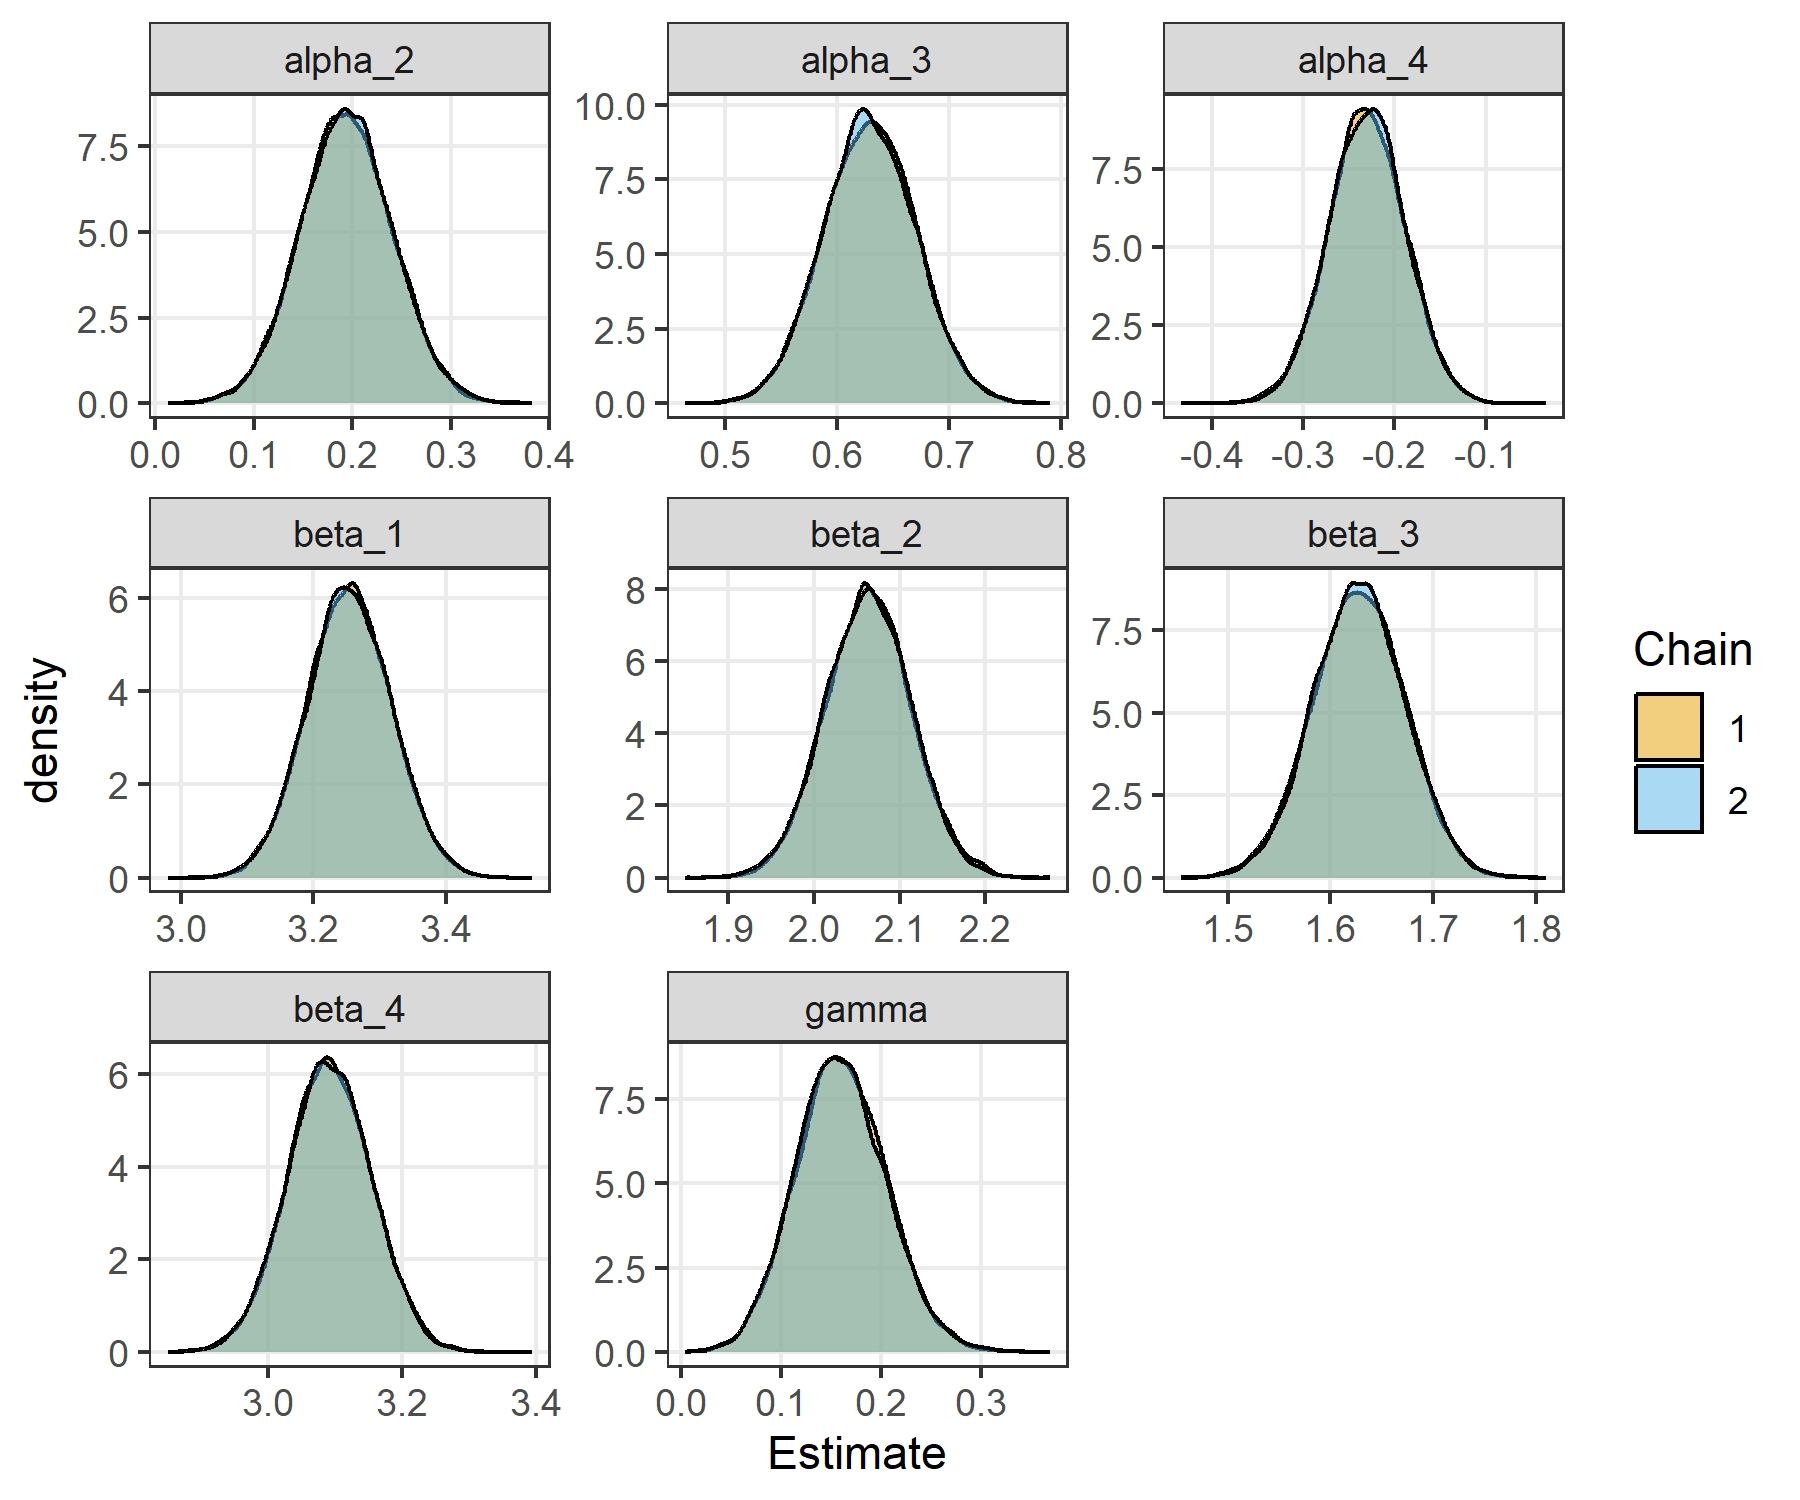 alpha_2 alpha_3 alpha_4
10.0
7.5 7.5 7.5
5.0 5.0 5.0
2.5 2.5 2.5
0.0 0.0 0.0
0.0 0.1 0.2 0.3 0.4 0.5 0.6 0.7 0.8 -0.4 -0.3 -0.2 -0.1
beta_1 beta_2 beta_3
6 8 7.5
4 6 5.0
2 4 2.5
0 2 0.0
0
3.0 3.2 3.4 1.9 2.0 2.1 2.2 1.5 1.6 1.7 1.8
beta_4 gamma
6 7.5
4 5.0
2 2.5
0 0.0
3.0 3.2 3.4 0.0 0.1 0.2 0.3
density
Estimate
Chain
1
2